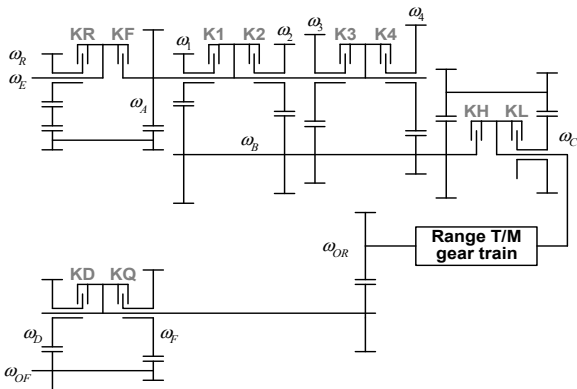 KR KF
ω_R
ω_E
ω_A
ω_1 K1 K2 ω_2
ω_3 K3 K4 ω_4
ω_B
KH KL
ω_C
Range T/M
gear train
ω_OR
KD KQ
ω_D
ω_F
ω_OF